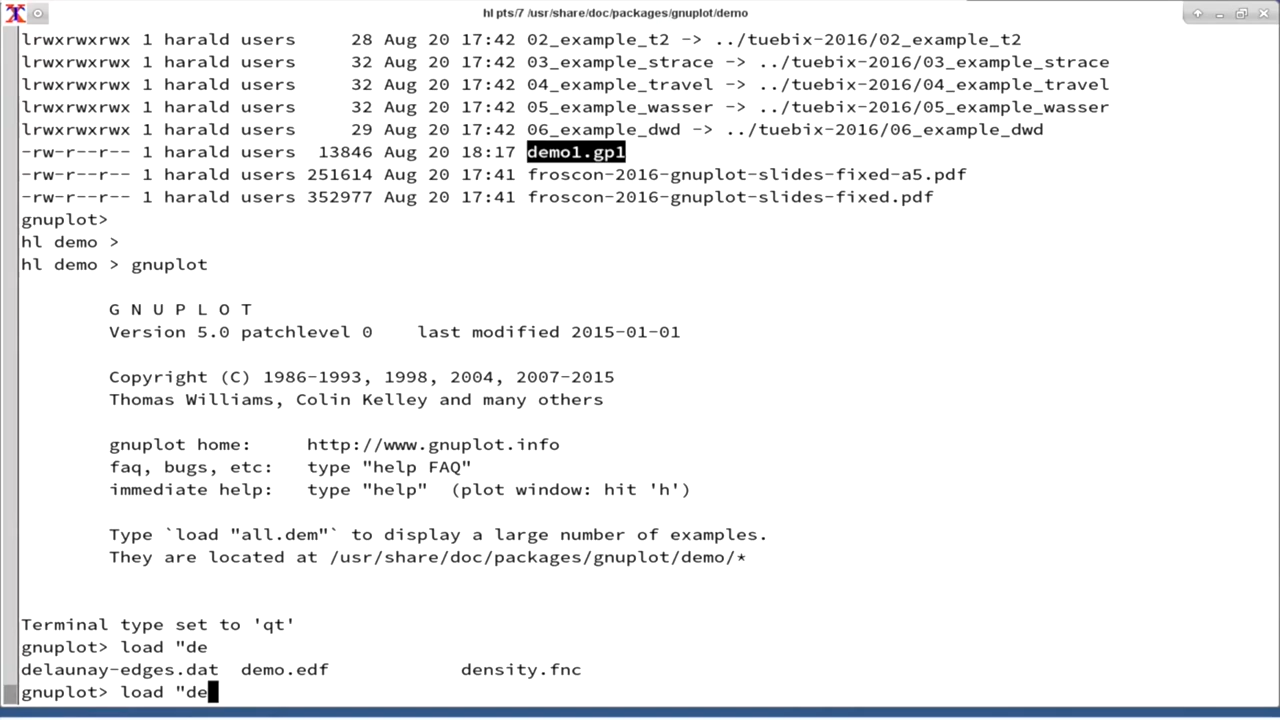 hl pts/7 /usr/share/doc/packages/gnuplot/demo
lrwxrwxrwx 1 harald users 28 Aug 20 17:42 02_example_t2 -> ../tuebix-2016/02_example_t2
lrwxrwxrwx 1 harald users 32 Aug 20 17:42 03_example_strace -> ../tuebix-2016/03_example_strace
lrwxrwxrwx 1 harald users 32 Aug 20 17:42 04_example_travel -> ../tuebix-2016/04_example_travel
lrwxrwxrwx 1 harald users 32 Aug 20 17:42 05_example_wasser -> ../tuebix-2016/05_example_wasser
lrwxrwxrwx 1 harald users 29 Aug 20 17:42 06_example_dwd -> ../tuebix-2016/06_example_dwd
-rw-r--r-- 1 harald users 13846 Aug 20 18:17 demo1.gp1
-rw-r--r-- 1 harald users 251614 Aug 20 17:41 froscon-2016-gnuplot-slides-fixed-a5.pdf
-rw-r--r-- 1 harald users 352977 Aug 20 17:41 froscon-2016-gnuplot-slides-fixed.pdf
gnuplot>
hl demo >
hl demo > gnuplot
G N U P L O T
Version 5.0 patchlevel 0 last modified 2015-01-01
Copyright (C) 1986-1993, 1998, 2004, 2007-2015
Thomas Williams, Colin Kelley and many others
gnuplot home: http://www.gnuplot.info
faq, bugs, etc: type "help FAQ"
immediate help: type "help" (plot window: hit 'h')
Type `load "all.dem"` to display a large number of examples.
They are located at /usr/share/doc/packages/gnuplot/demo/*
Terminal type set to 'qt'
gnuplot> load "de
delaunay-edges.dat demo.edf density.fnc
gnuplot> load "de